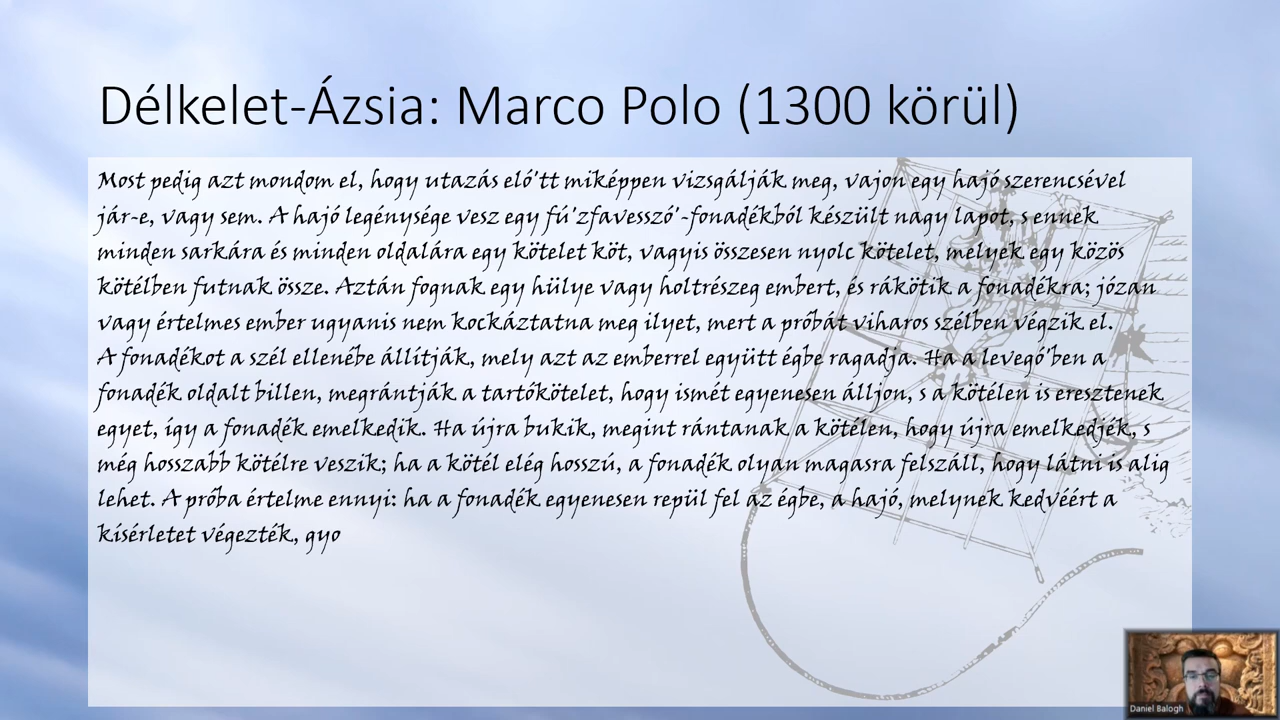 Délkelet-Ázsia: Marco Polo (1300 körül)
Most pedig azt mondom el, hogy utazás elő́tt miképpen vizsgálják meg, vajon egy hajó szerencsével
jár-e, vagy sem. A hajó legénysége vesz egy fú'zfavesszó'-fonadékból készült nagy lapot, s ennek
minden sarkára és minden oldalára egy kötelet köt, vagyis összesen nyolc kötelet, melyek egy közös
kötélben futnak össze. Aztán fognak egy hülye vagy holtrészeg embert, és rákötik a fonadékra; józan
vagy értelmes ember ugyanis nem kockáztatna meg ilyet, mert a próbát viharos szélben végzik el.
A fonadékot a szél ellenébe állítják, mely azt az emberrel együtt égbe ragadja. Ha a levegó'ben a
fonadék oldalt billen, megrántják a tartókötelet, hogy ismét egyenesen álljon, s a kötélen is eresztenek
egyet, így a fonadék emelkedik. Ha újra bukik, megint rántanak a kötélen, hogy újra emelkedjék, s
még hosszabb kötélre veszik; ha a kötél elég hosszú, a fonadék olyan magasra felszáll, hogy látni is alig
lehet. A próba értelme ennyi: ha a fonadék egyenesen repül fel az égbe, a hajó, melynek kedvéért a
kísérletet végezték, gyo
Daniel Balogh